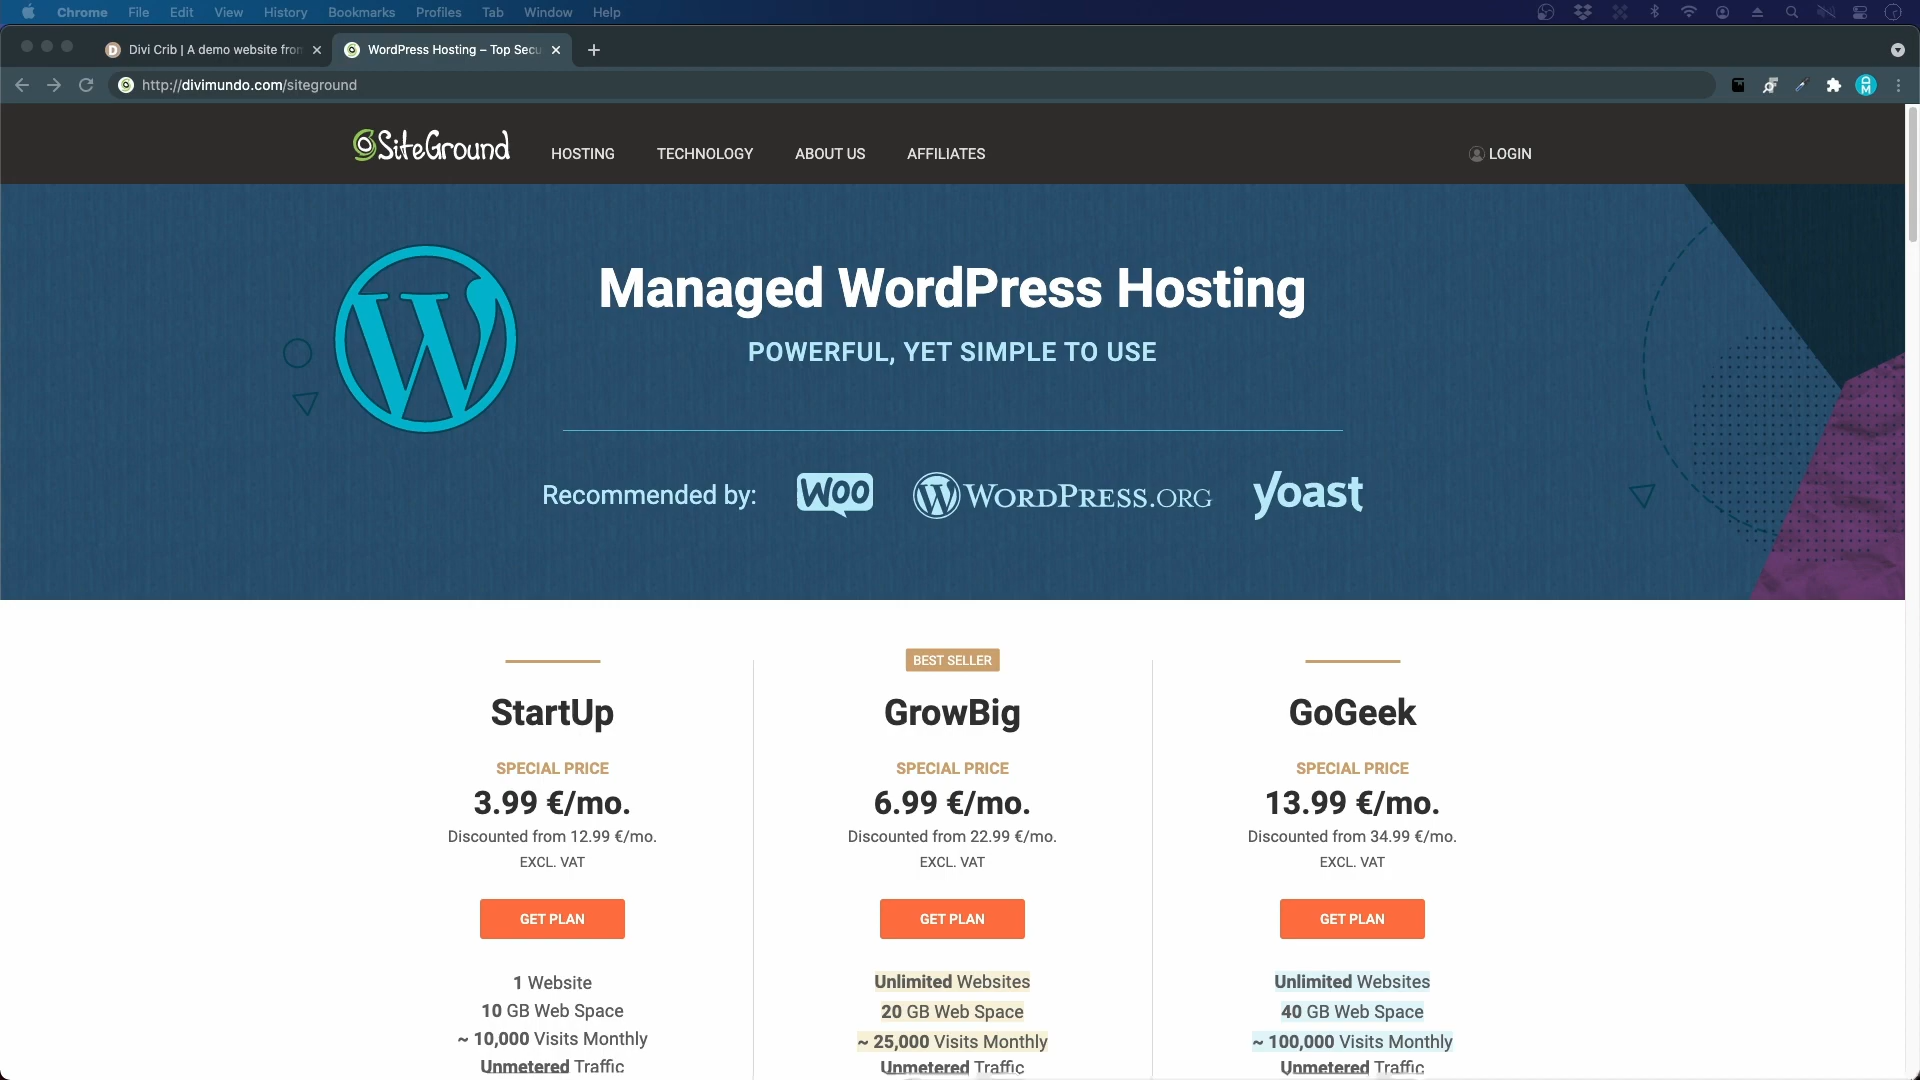 Chrome File Edit View History Bookmarks Profiles Tab Window Help
Divi Crib | A demo website from
WordPress Hosting – Top Secu
http://divimundo.com/siteground
SiteGround
HOSTING TECHNOLOGY ABOUT US AFFILIATES LOGIN
Managed WordPress Hosting
POWERFUL, YET SIMPLE TO USE
Recommended by: WOO WORDPRESS.ORG yoast
BEST SELLER
StartUp GrowBig GoGeek
SPECIAL PRICE SPECIAL PRICE SPECIAL PRICE
3.99 €/mo. 6.99 €/mo. 13.99 €/mo.
Discounted from 12.99 €/mo. Discounted from 22.99 €/mo. Discounted from 34.99 €/mo.
EXCL. VAT EXCL. VAT EXCL. VAT
GET PLAN GET PLAN GET PLAN
1 Website Unlimited Websites Unlimited Websites
10 GB Web Space 20 GB Web Space 40 GB Web Space
~ 10,000 Visits Monthly ~ 25,000 Visits Monthly ~ 100,000 Visits Monthly
Unmetered Traffic Unmetered Traffic Unmetered Traffic